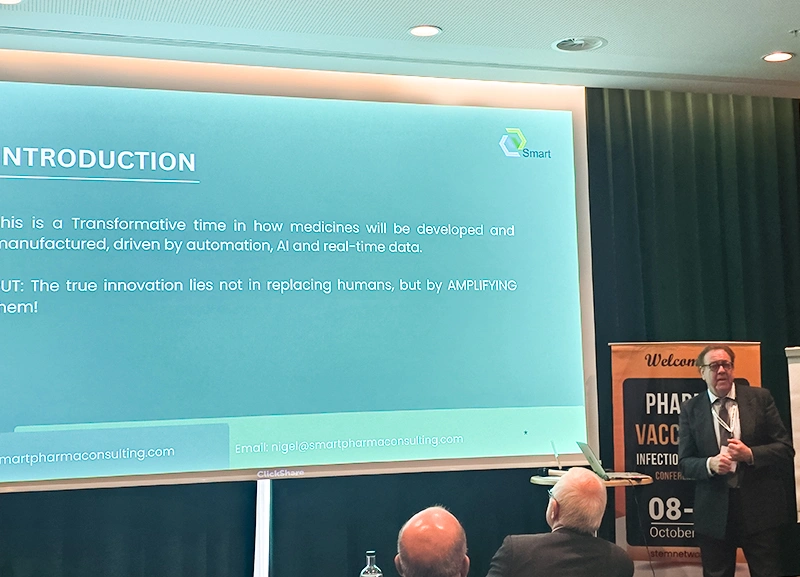 NTRODUCTION
Smart
his is a Transformative time in how medicines will be developed and
manufactured, driven by automation, AI and real-time data.
UT: The true innovation lies not in replacing humans, but by AMPLIFYING
hem!
martpharmaconsulting.com
Email: nigel@smartpharmaconsulting.com
ClickShare
Welcom
PHAR
VACC
INFECTIO
CONFER
08-
October
stemnetwo